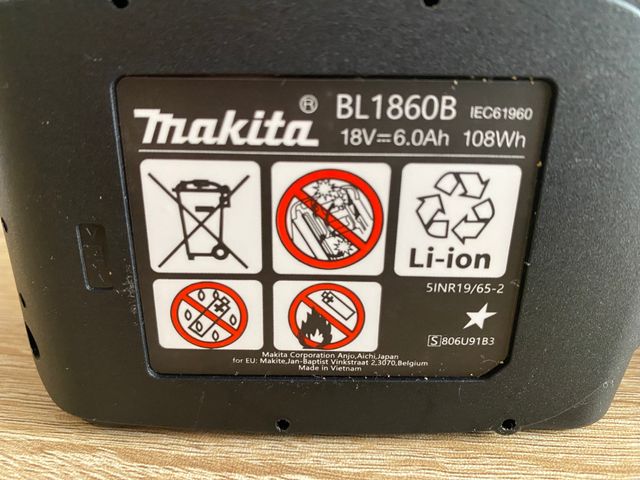 makita® BL1860B IEC61960
18V⎓6.0Ah 108Wh
Li-ion
5INR19/65-2
S806U91B3
Makita Corporation Anjo,Aichi,Japan
for EU: Makite,Jan-Baptist Vinkstraat 2,3070,Belgium
Made in Vietnam